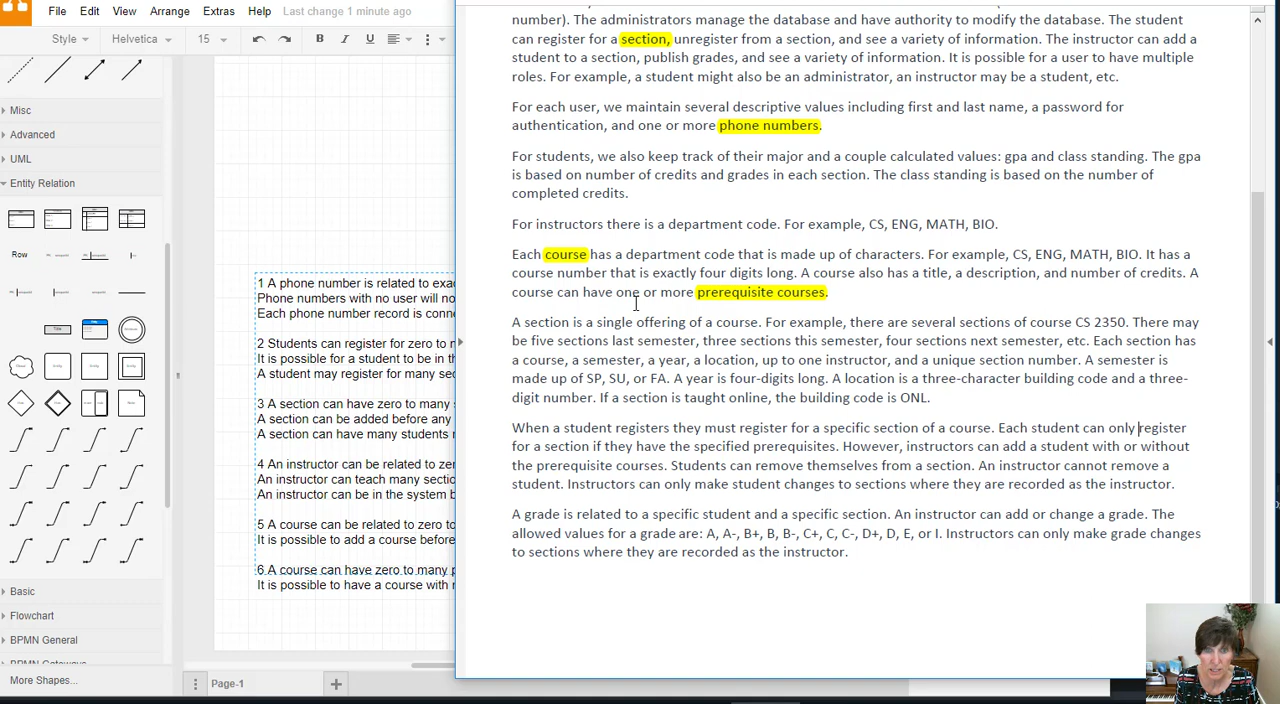 File Edit View Arrange Extras Help Last change 1 minute ago
Style Helvetica 15 B I U
Misc
Advanced
UML
Entity Relation
Row
Title
Basic
Flowchart
BPMN General
More Shapes...
1 A phone number is related to exa
Phone numbers with no user will no
Each phone number record is conne
2 Students can register for zero to m
It is possible for a student to be in th
A student may register for many sec
3 A section can have zero to many s
A section can be added before any
A section can have many students r
4 An instructor can be related to zer
An instructor can teach many sectio
An instructor can be in the system b
5 A course can be related to zero to
It is possible to add a course before
6 A course can have zero to many p
It is possible to have a course with n
Page-1
number). The administrators manage the database and have authority to modify the database. The student
can register for a section, unregister from a section, and see a variety of information. The instructor can add a
student to a section, publish grades, and see a variety of information. It is possible for a user to have multiple
roles. For example, a student might also be an administrator, an instructor may be a student, etc.
For each user, we maintain several descriptive values including first and last name, a password for
authentication, and one or more phone numbers.
For students, we also keep track of their major and a couple calculated values: gpa and class standing. The gpa
is based on number of credits and grades in each section. The class standing is based on the number of
completed credits.
For instructors there is a department code. For example, CS, ENG, MATH, BIO.
Each course has a department code that is made up of characters. For example, CS, ENG, MATH, BIO. It has a
course number that is exactly four digits long. A course also has a title, a description, and number of credits. A
course can have one or more prerequisite courses.
A section is a single offering of a course. For example, there are several sections of course CS 2350. There may
be five sections last semester, three sections this semester, four sections next semester, etc. Each section has
a course, a semester, a year, a location, up to one instructor, and a unique section number. A semester is
made up of SP, SU, or FA. A year is four-digits long. A location is a three-character building code and a three-
digit number. If a section is taught online, the building code is ONL.
When a student registers they must register for a specific section of a course. Each student can only register
for a section if they have the specified prerequisites. However, instructors can add a student with or without
the prerequisite courses. Students can remove themselves from a section. An instructor cannot remove a
student. Instructors can only make student changes to sections where they are recorded as the instructor.
A grade is related to a specific student and a specific section. An instructor can add or change a grade. The
allowed values for a grade are: A, A-, B+, B, B-, C+, C, C-, D+, D, E, or I. Instructors can only make grade changes
to sections where they are recorded as the instructor.